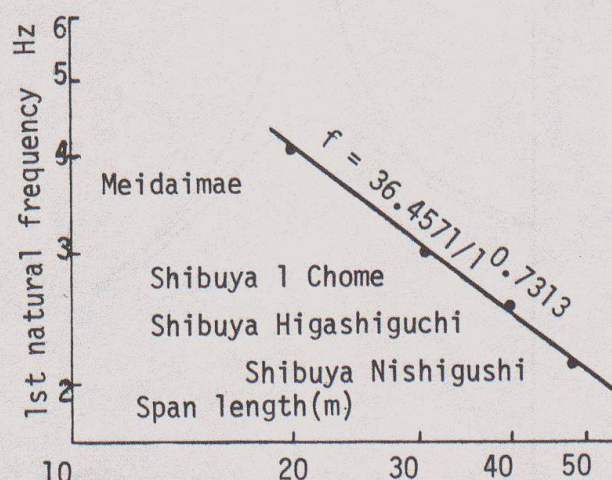 1st natural frequency Hz
6
5
4
3
2
f = 36.4571/l^0.7313
Meidaimae
Shibuya 1 Chome
Shibuya Higashiguchi
Shibuya Nishigushi
Span length(m)
10 20 30 40 50